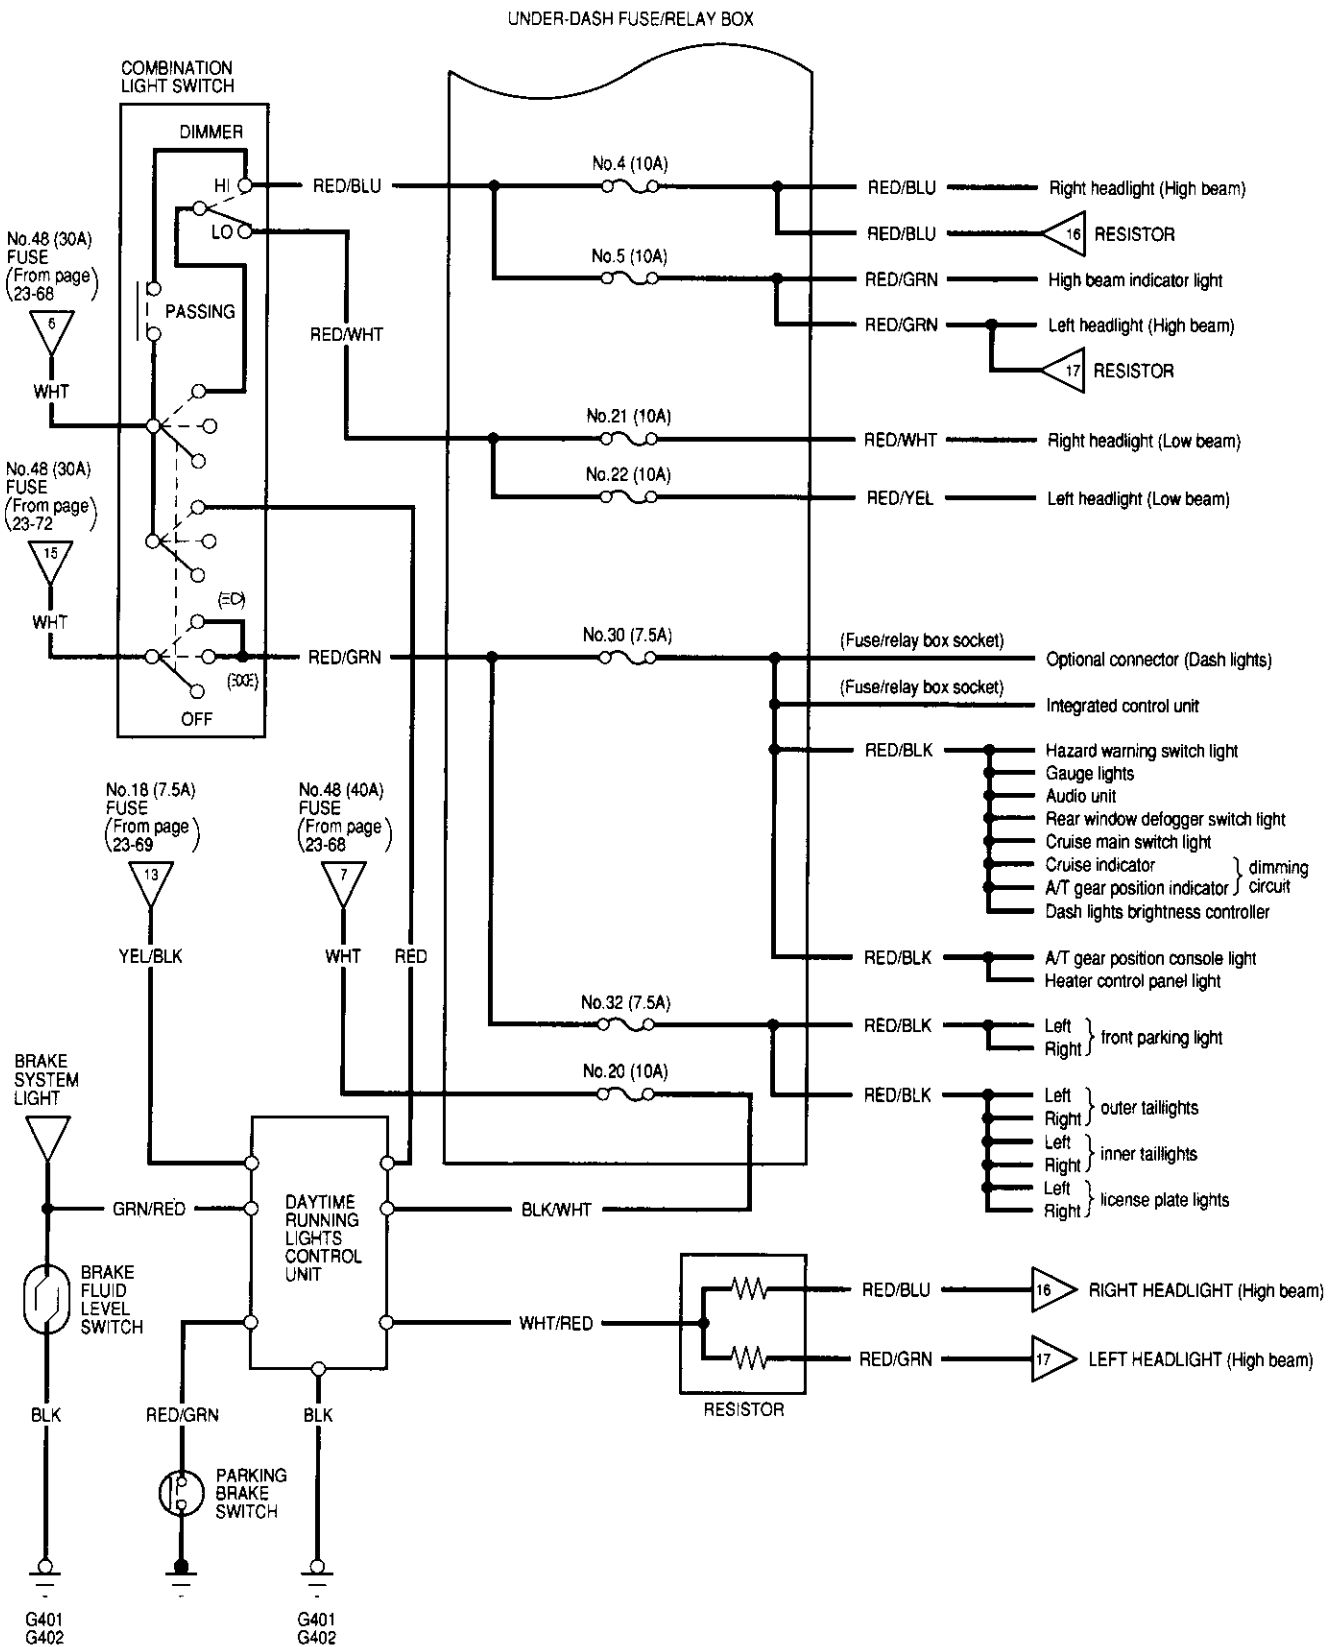 UNDER-DASH FUSE/RELAY BOX
COMBINATION
LIGHT SWITCH
DIMMER
HI
LO
PASSING
No.48 (30A)
FUSE
(From page)
23-68
6
WHT
No.48 (30A)
FUSE
(From page)
23-72
15
WHT
OFF
RED/BLU
RED/WHT
RED/GRN
No.4 (10A)
No.5 (10A)
No.21 (10A)
No.22 (10A)
No.30 (7.5A)
No.32 (7.5A)
No.20 (10A)
RED/BLU
Right headlight (High beam)
RED/BLU
16
RESISTOR
RED/GRN
High beam indicator light
RED/GRN
Left headlight (High beam)
17
RESISTOR
RED/WHT
Right headlight (Low beam)
RED/YEL
Left headlight (Low beam)
(Fuse/relay box socket)
Optional connector (Dash lights)
(Fuse/relay box socket)
Integrated control unit
RED/BLK
Hazard warning switch light
Gauge lights
Audio unit
Rear window defogger switch light
Cruise main switch light
Cruise indicator
A/T gear position indicator
dimming
circuit
Dash lights brightness controller
RED/BLK
A/T gear position console light
Heater control panel light
RED/BLK
Left
Right
front parking light
RED/BLK
Left
Right
outer taillights
Left
Right
inner taillights
Left
Right
license plate lights
No.18 (7.5A)
FUSE
(From page)
23-69
13
YEL/BLK
No.48 (40A)
FUSE
(From page)
23-68
7
WHT
RED
BRAKE
SYSTEM
LIGHT
GRN/RED
DAYTIME
RUNNING
LIGHTS
CONTROL
UNIT
BLK/WHT
WHT/RED
BRAKE
FLUID
LEVEL
SWITCH
BLK
RED/GRN
BLK
PARKING
BRAKE
SWITCH
G401
G402
G401
G402
RESISTOR
RED/BLU
16
RIGHT HEADLIGHT (High beam)
RED/GRN
17
LEFT HEADLIGHT (High beam)